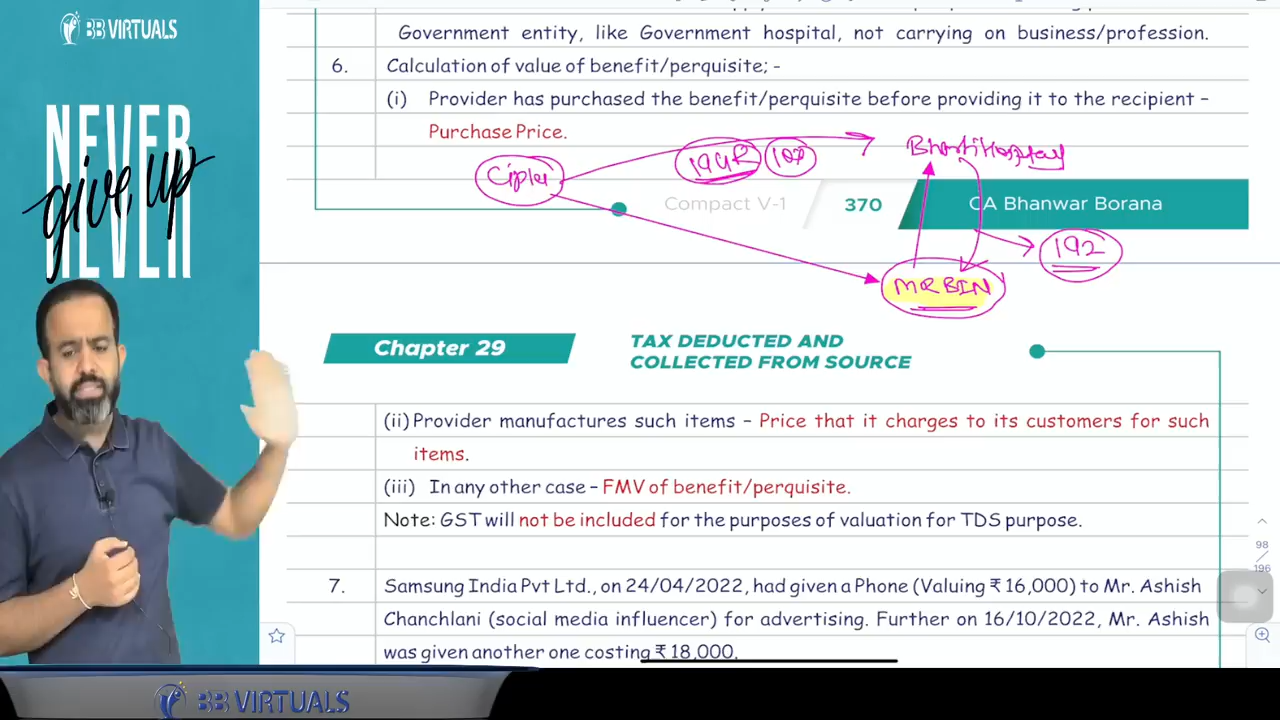 BB VIRTUALS
NEVER
give up
NEVER
Government entity, like Government hospital, not carrying on business/profession.
6. Calculation of value of benefit/perquisite; -
(i) Provider has purchased the benefit/perquisite before providing it to the recipient –
Purchase Price.
Cipla
194R
Hospital
Compact V-1 370 CA Bhanwar Borana
192
Chapter 29
TAX DEDUCTED AND
COLLECTED FROM SOURCE
(ii) Provider manufactures such items – Price that it charges to its customers for such
items.
(iii) In any other case – FMV of benefit/perquisite.
Note: GST will not be included for the purposes of valuation for TDS purpose.
98
196
7. Samsung India Pvt Ltd., on 24/04/2022, had given a Phone (Valuing ₹ 16,000) to Mr. Ashish
Chanchlani (social media influencer) for advertising. Further on 16/10/2022, Mr. Ashish
was given another one costing ₹ 18,000.
BB VIRTUALS